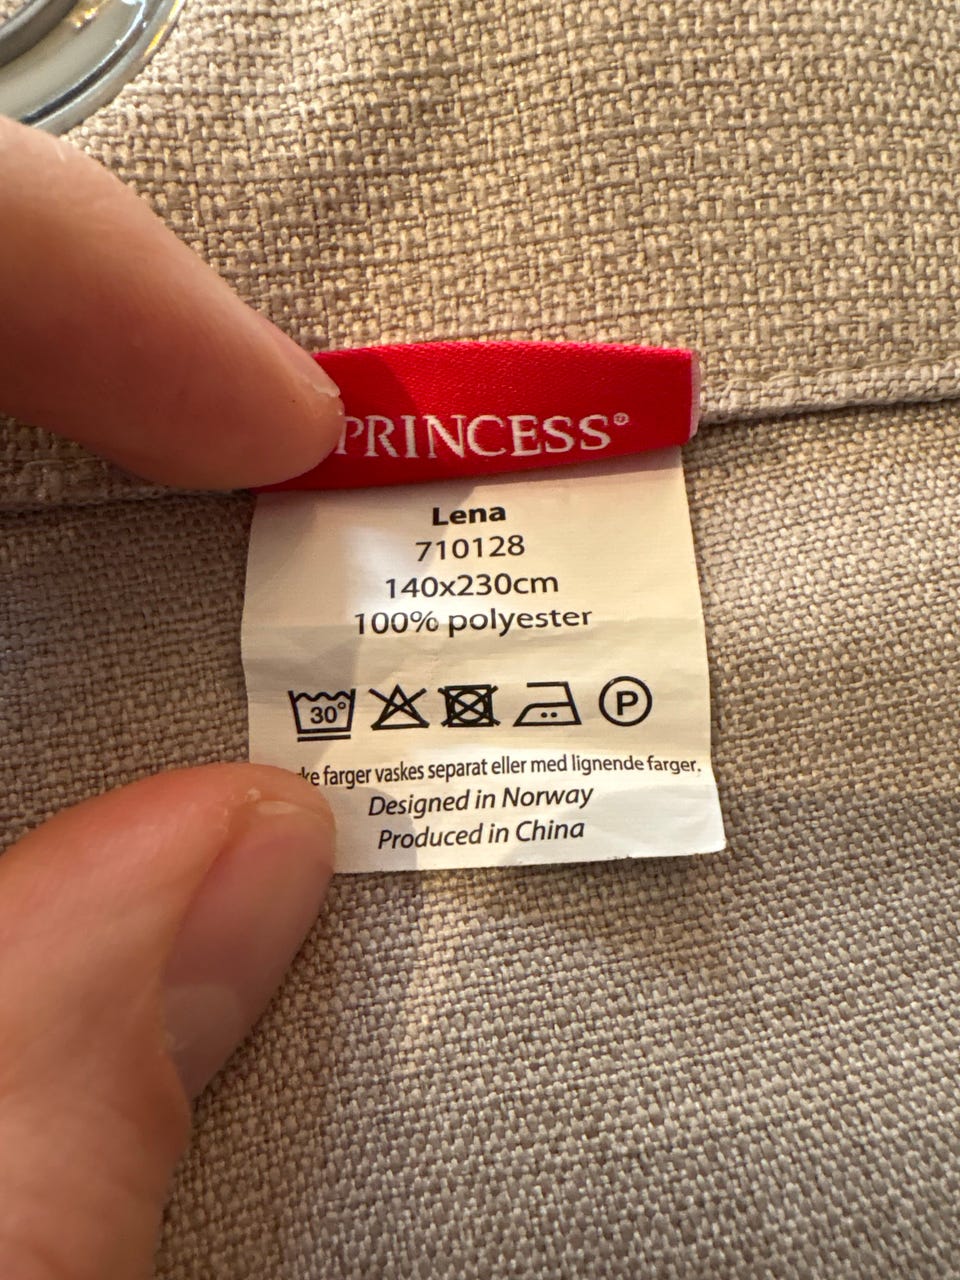 PRINCESS®
Lena
710128
140x230cm
100% polyester
30° P
farger vaskes separat eller med lignende farger.
Designed in Norway
Produced in China